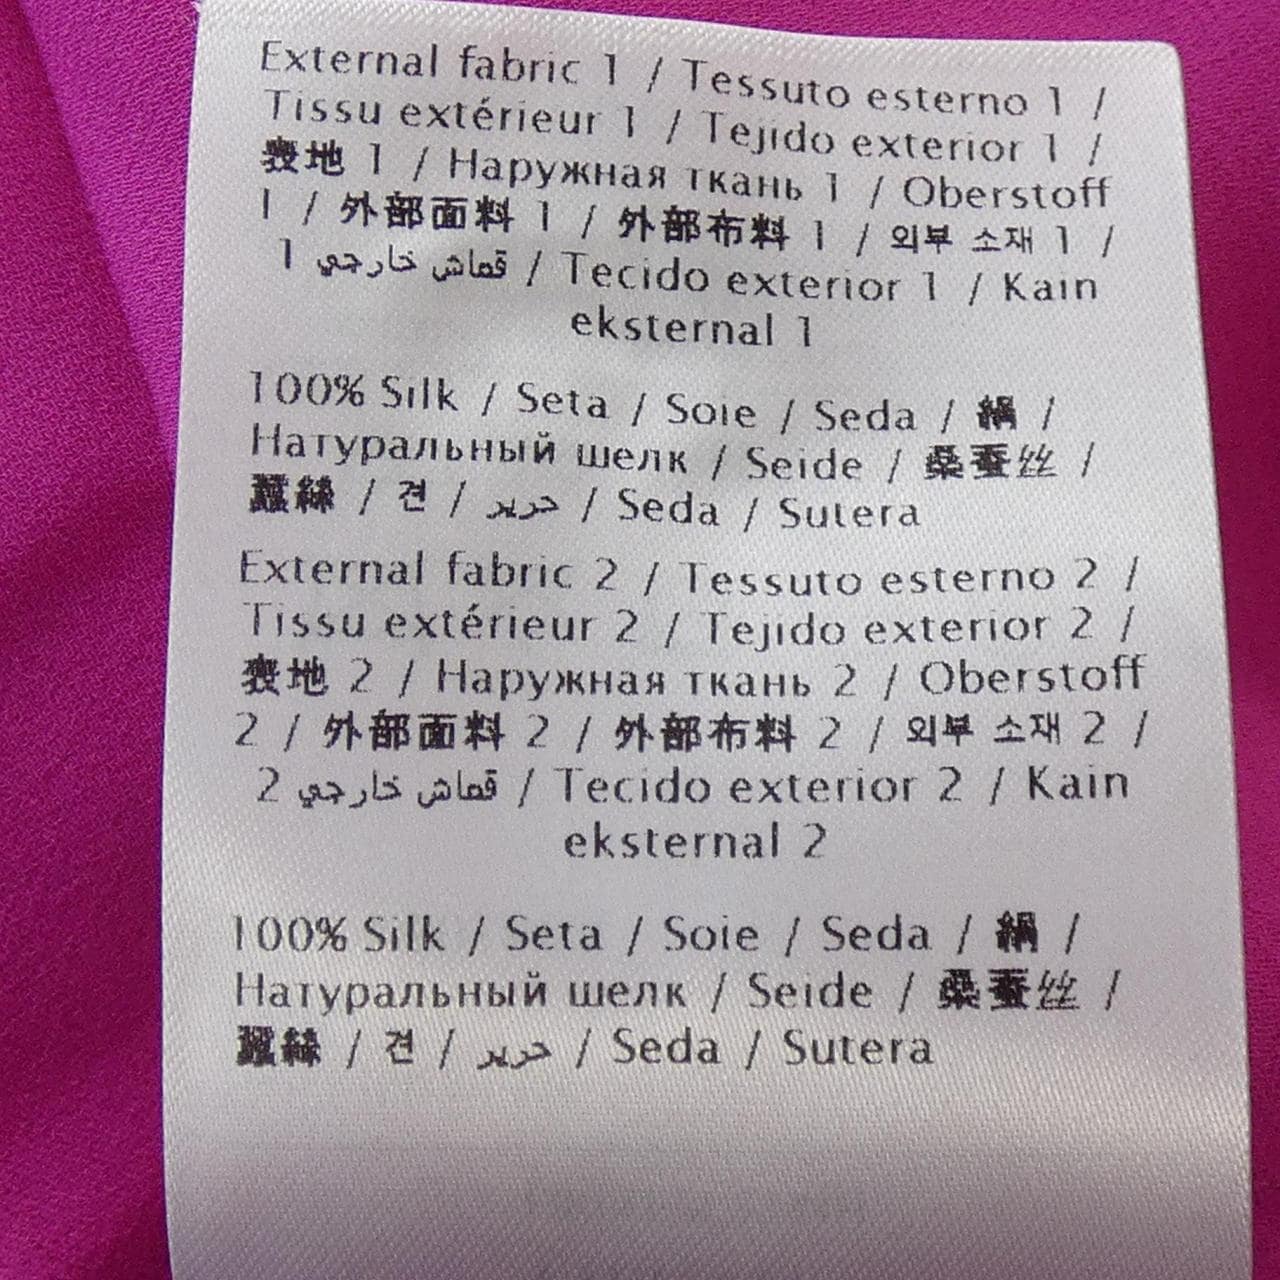 External fabric 1 / Tessuto esterno 1 /
Tissu extérieur 1 / Tejido exterior 1 /
表地 1 / Наружная ткань 1 / Oberstoff
1 / 外部面料 1 / 外部布料 1 / 외부 소재 1 /
1 قماش خارجي / Tecido exterior 1 / Kain
eksternal 1
100% Silk / Seta / Soie / Seda / 絹 /
Натуральный шелк / Seide / 桑蚕丝 /
蠶絲 / 견 / حرير / Seda / Sutera
External fabric 2 / Tessuto esterno 2 /
Tissu extérieur 2 / Tejido exterior 2 /
表地 2 / Наружная ткань 2 / Oberstoff
2 / 外部面料 2 / 外部布料 2 / 외부 소재 2 /
2 قماش خارجي / Tecido exterior 2 / Kain
eksternal 2
100% Silk / Seta / Soie / Seda / 絹 /
Натуральный шелк / Seide / 桑蚕丝 /
蠶絲 / 견 / حرير / Seda / Sutera